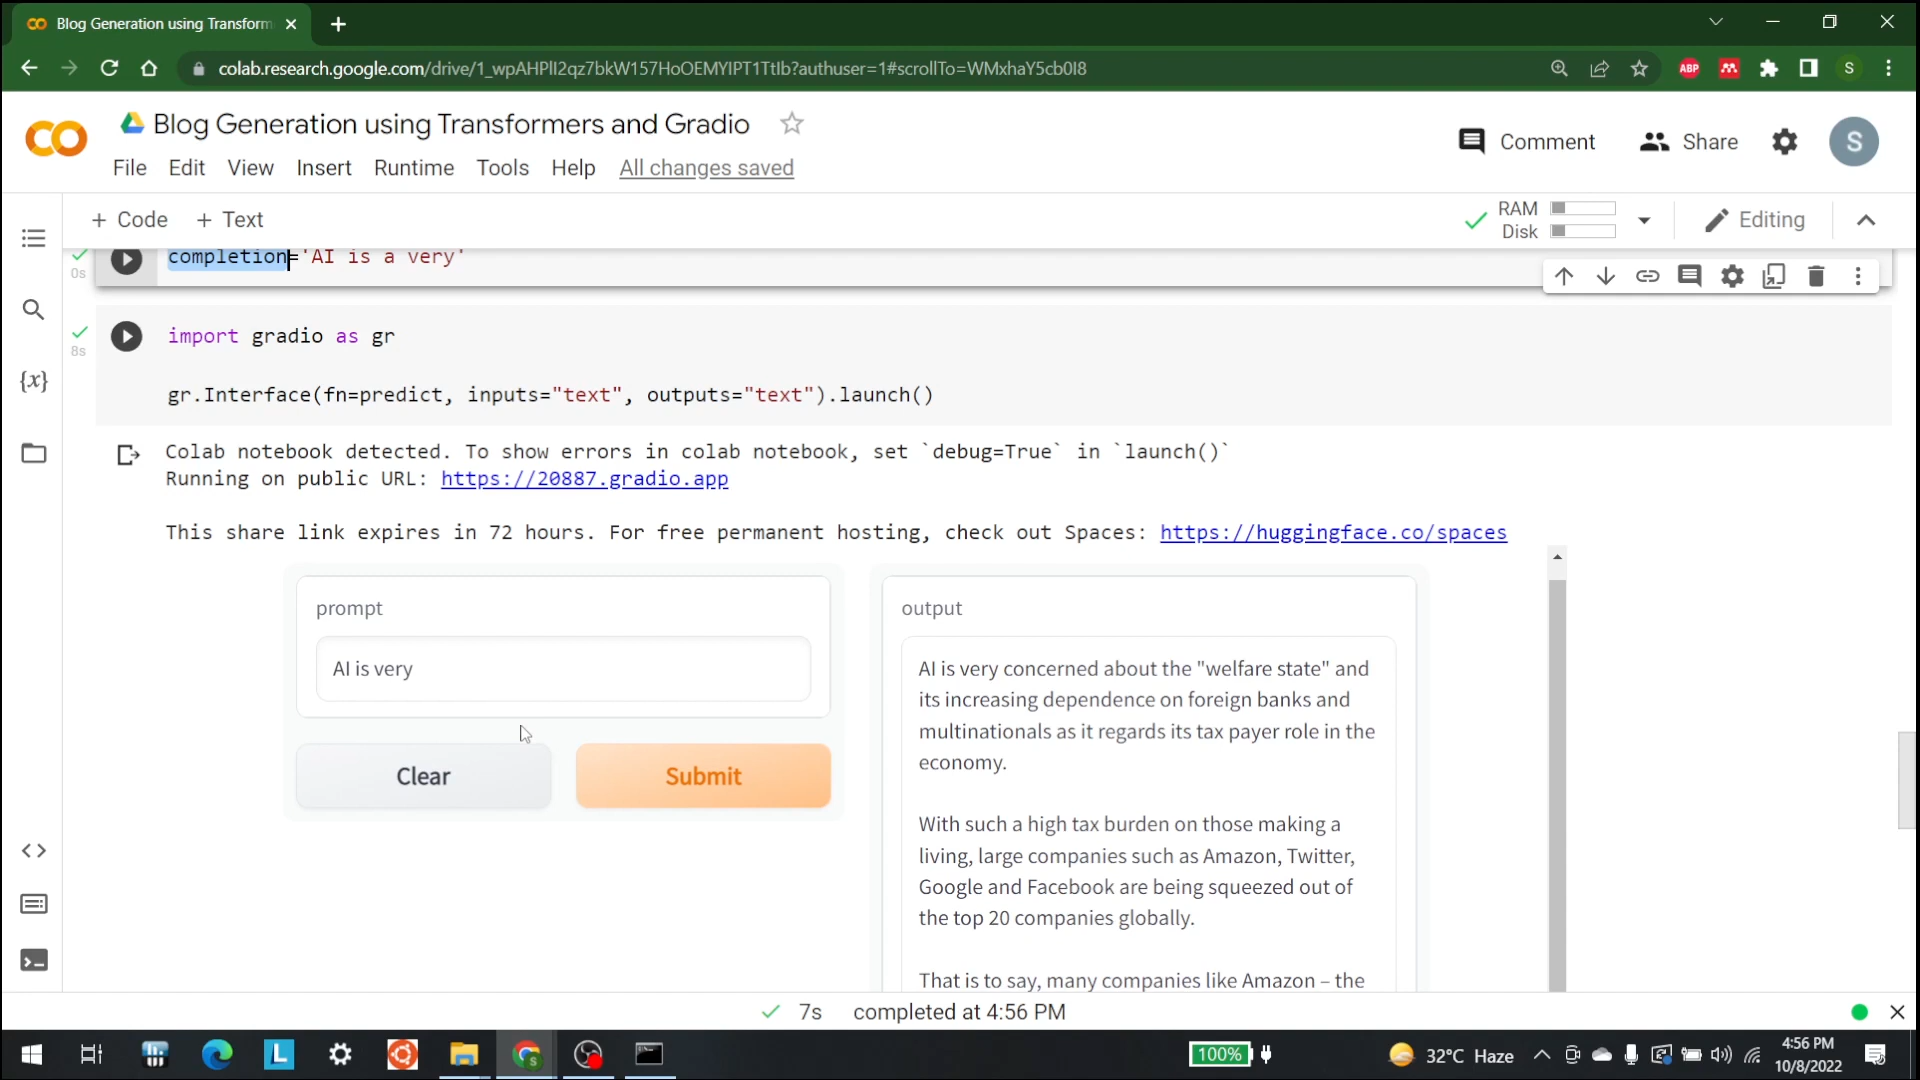 Blog Generation using Transform
colab.research.google.com/drive/1_wpAHPlI2qz7bkW157HoOEMYIPT1TtIb?authuser=1#scrollTo=WMxhaY5cb0I8
ABP
S
Blog Generation using Transformers and Gradio
Comment
Share
S
File Edit View Insert Runtime Tools Help All changes saved
+ Code + Text
RAM
Disk
Editing
0s
completion='AI is a very'
8s
import gradio as gr
gr.Interface(fn=predict, inputs="text", outputs="text").launch()
{x}
Colab notebook detected. To show errors in colab notebook, set `debug=True` in `launch()`
Running on public URL: https://20887.gradio.app
This share link expires in 72 hours. For free permanent hosting, check out Spaces: https://huggingface.co/spaces
prompt
AI is very
Clear
Submit
output
AI is very concerned about the "welfare state" and
its increasing dependence on foreign banks and
multinationals as it regards its tax payer role in the
economy.
With such a high tax burden on those making a
living, large companies such as Amazon, Twitter,
Google and Facebook are being squeezed out of
the top 20 companies globally.
That is to say, many companies like Amazon – the
7s completed at 4:56 PM
L
100%
32°C Haze
4:56 PM
10/8/2022